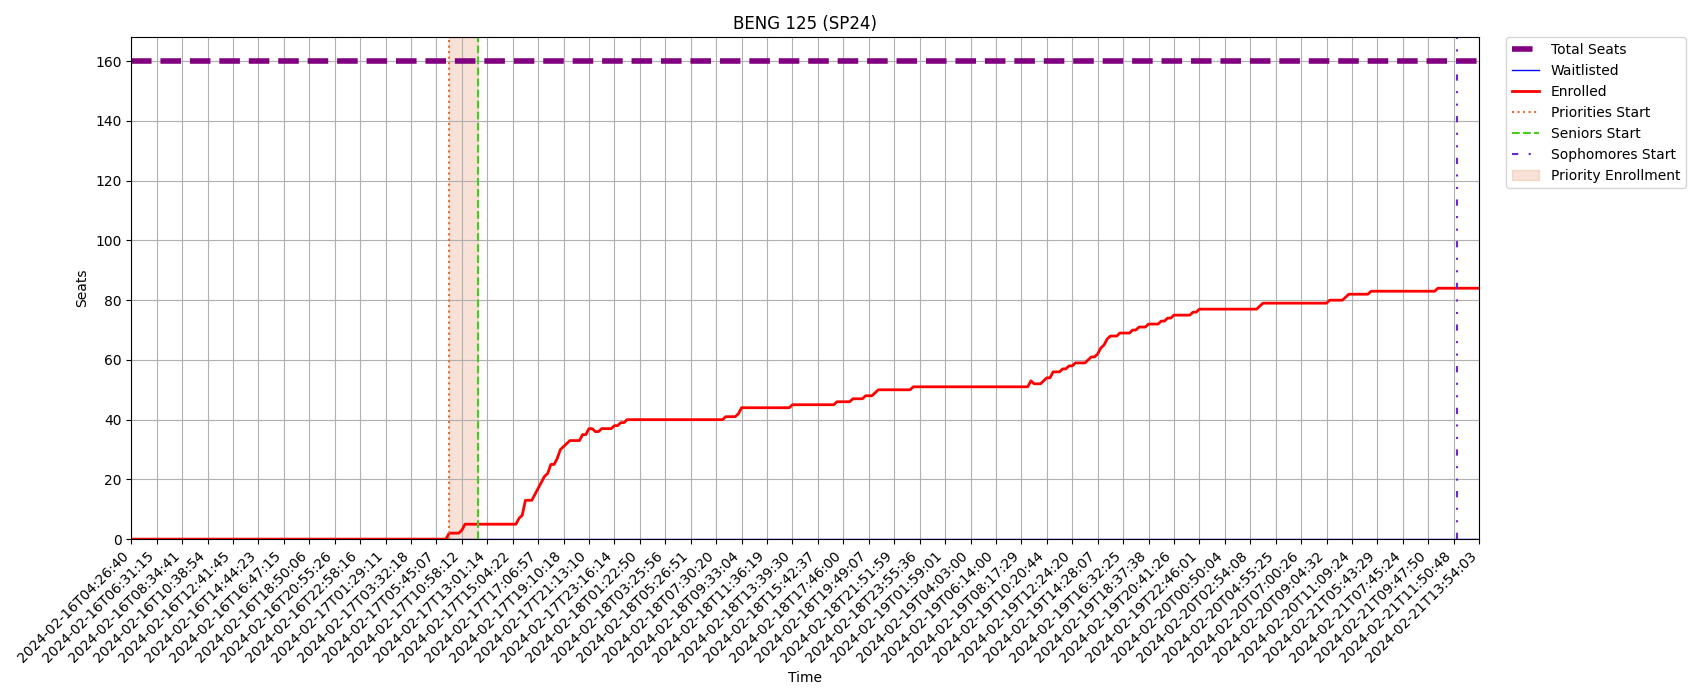 BENG 125 (SP24)
Total Seats
Waitlisted
Enrolled
Priorities Start
Seniors Start
Sophomores Start
Priority Enrollment
Seats
160
140
120
100
80
60
40
20
0
2024-02-16T04:26:40
2024-02-16T06:31:15
2024-02-16T08:34:41
2024-02-16T10:38:54
2024-02-16T12:41:45
2024-02-16T14:44:23
2024-02-16T16:47:15
2024-02-16T18:50:06
2024-02-16T20:55:26
2024-02-16T22:58:16
2024-02-17T01:29:11
2024-02-17T03:32:18
2024-02-17T05:45:07
2024-02-17T10:58:12
2024-02-17T13:01:14
2024-02-17T15:04:22
2024-02-17T17:06:57
2024-02-17T19:10:18
2024-02-17T21:13:10
2024-02-17T23:16:14
2024-02-18T01:22:50
2024-02-18T03:25:56
2024-02-18T05:26:51
2024-02-18T07:30:20
2024-02-18T09:33:04
2024-02-18T11:36:19
2024-02-18T13:39:30
2024-02-18T15:42:37
2024-02-18T17:46:00
2024-02-18T19:49:07
2024-02-18T21:51:59
2024-02-18T23:55:36
2024-02-19T01:59:01
2024-02-19T04:03:00
2024-02-19T06:14:00
2024-02-19T08:17:29
2024-02-19T10:20:44
2024-02-19T12:24:20
2024-02-19T14:28:07
2024-02-19T16:32:25
2024-02-19T18:37:38
2024-02-19T20:41:26
2024-02-19T22:46:01
2024-02-20T00:50:04
2024-02-20T02:54:08
2024-02-20T04:55:25
2024-02-20T07:00:26
2024-02-20T09:04:32
2024-02-20T11:09:24
2024-02-21T05:43:29
2024-02-21T07:45:24
2024-02-21T09:47:50
2024-02-21T11:50:48
2024-02-21T13:54:03
Time